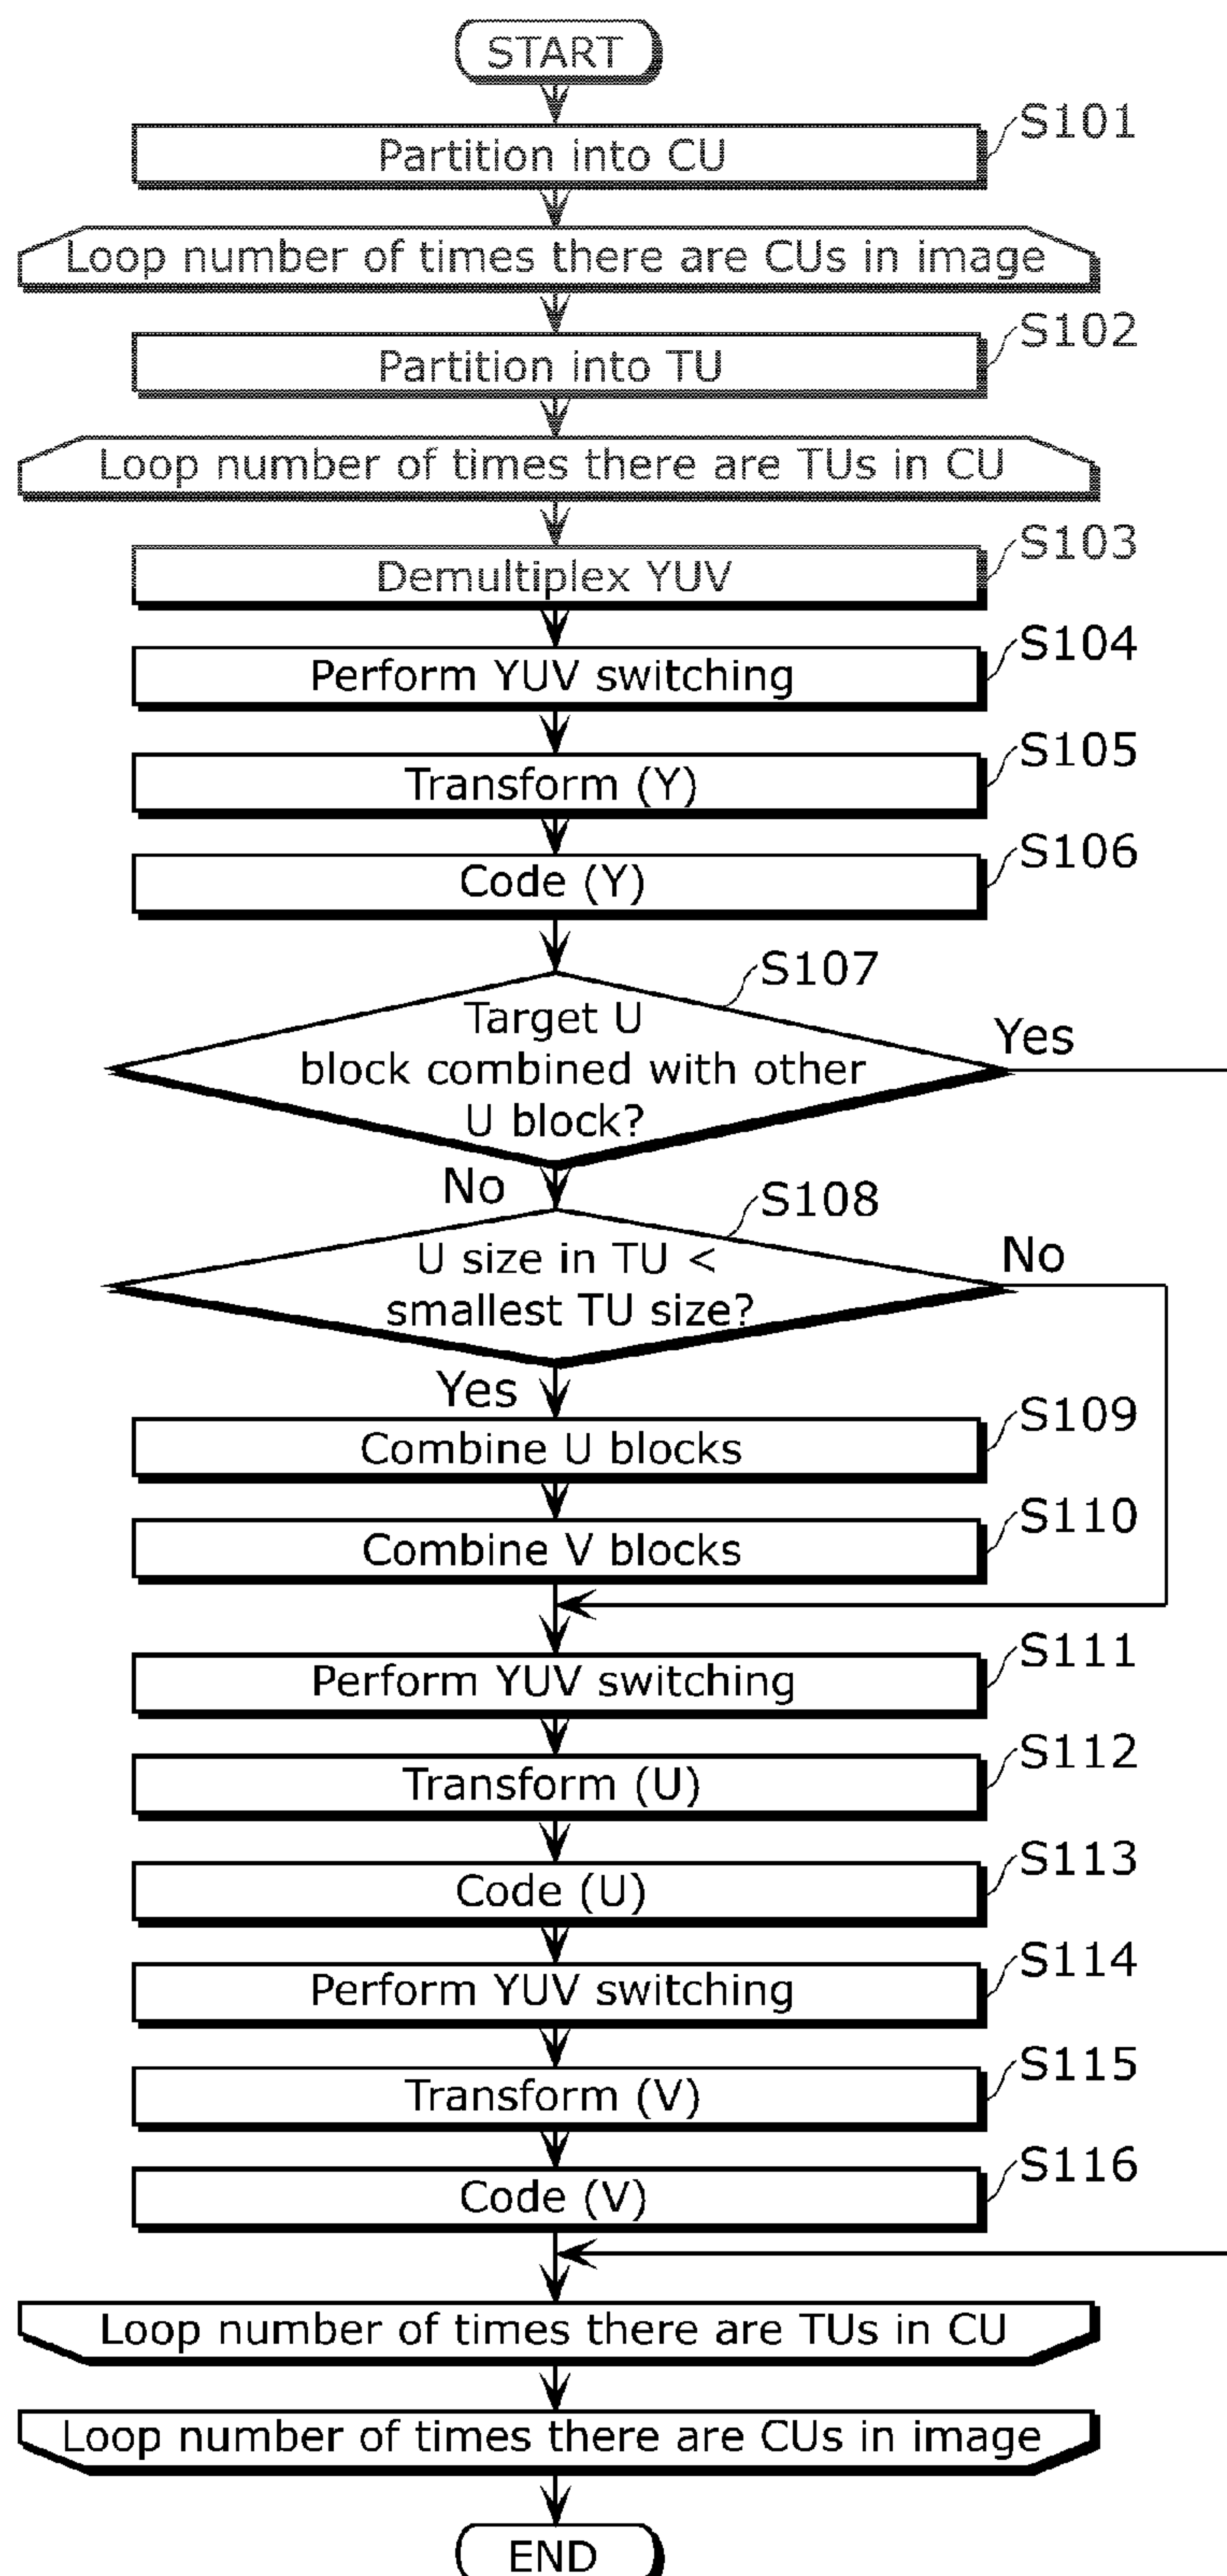 START
S101
Partition into CU
Loop number of times there are CUs in image
S102
Partition into TU
Loop number of times there are TUs in CU
S103
Demultiplex YUV
S104
Perform YUV switching
S105
Transform (Y)
S106
Code (Y)
S107
Target U
block combined with other
U block?
Yes
No
S108
U size in TU <
smallest TU size?
No
Yes
S109
Combine U blocks
S110
Combine V blocks
S111
Perform YUV switching
S112
Transform (U)
S113
Code (U)
S114
Perform YUV switching
S115
Transform (V)
S116
Code (V)
Loop number of times there are TUs in CU
Loop number of times there are CUs in image
END